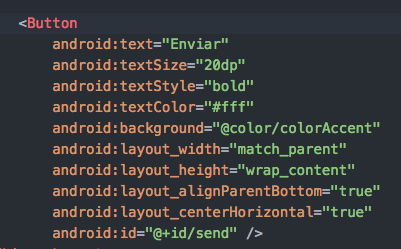 <Button
android:text="Enviar"
android:textSize="20dp"
android:textStyle="bold"
android:textColor="#fff"
android:background="@color/colorAccent"
android:layout_width="match_parent"
android:layout_height="wrap_content"
android:layout_alignParentBottom="true"
android:layout_centerHorizontal="true"
android:id="@+id/send" />